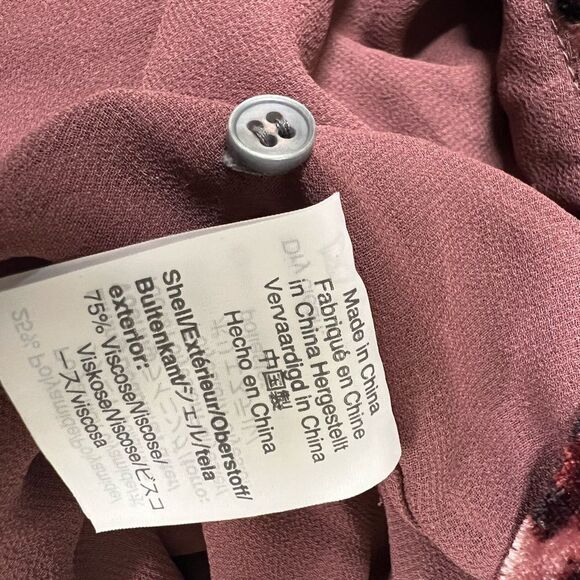 Made in China
Fabriqué en Chine
in China Hergestellt
Vervaardigd in China
中国製
Hecho en China
Shell/Extérieur/Oberstoff/
Buitenkant/シェル/tela
exterior:
75% Viscose/Viscose/
Viskose/Viscose/ビスコ
ース/viscosa